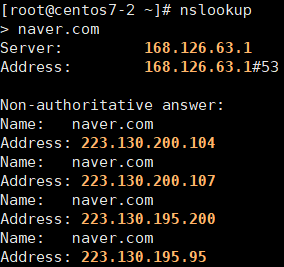 [root@centos7-2 ~]# nslookup
> naver.com
Server:         168.126.63.1
Address:        168.126.63.1#53

Non-authoritative answer:
Name:   naver.com
Address: 223.130.200.104
Name:   naver.com
Address: 223.130.200.107
Name:   naver.com
Address: 223.130.195.200
Name:   naver.com
Address: 223.130.195.95